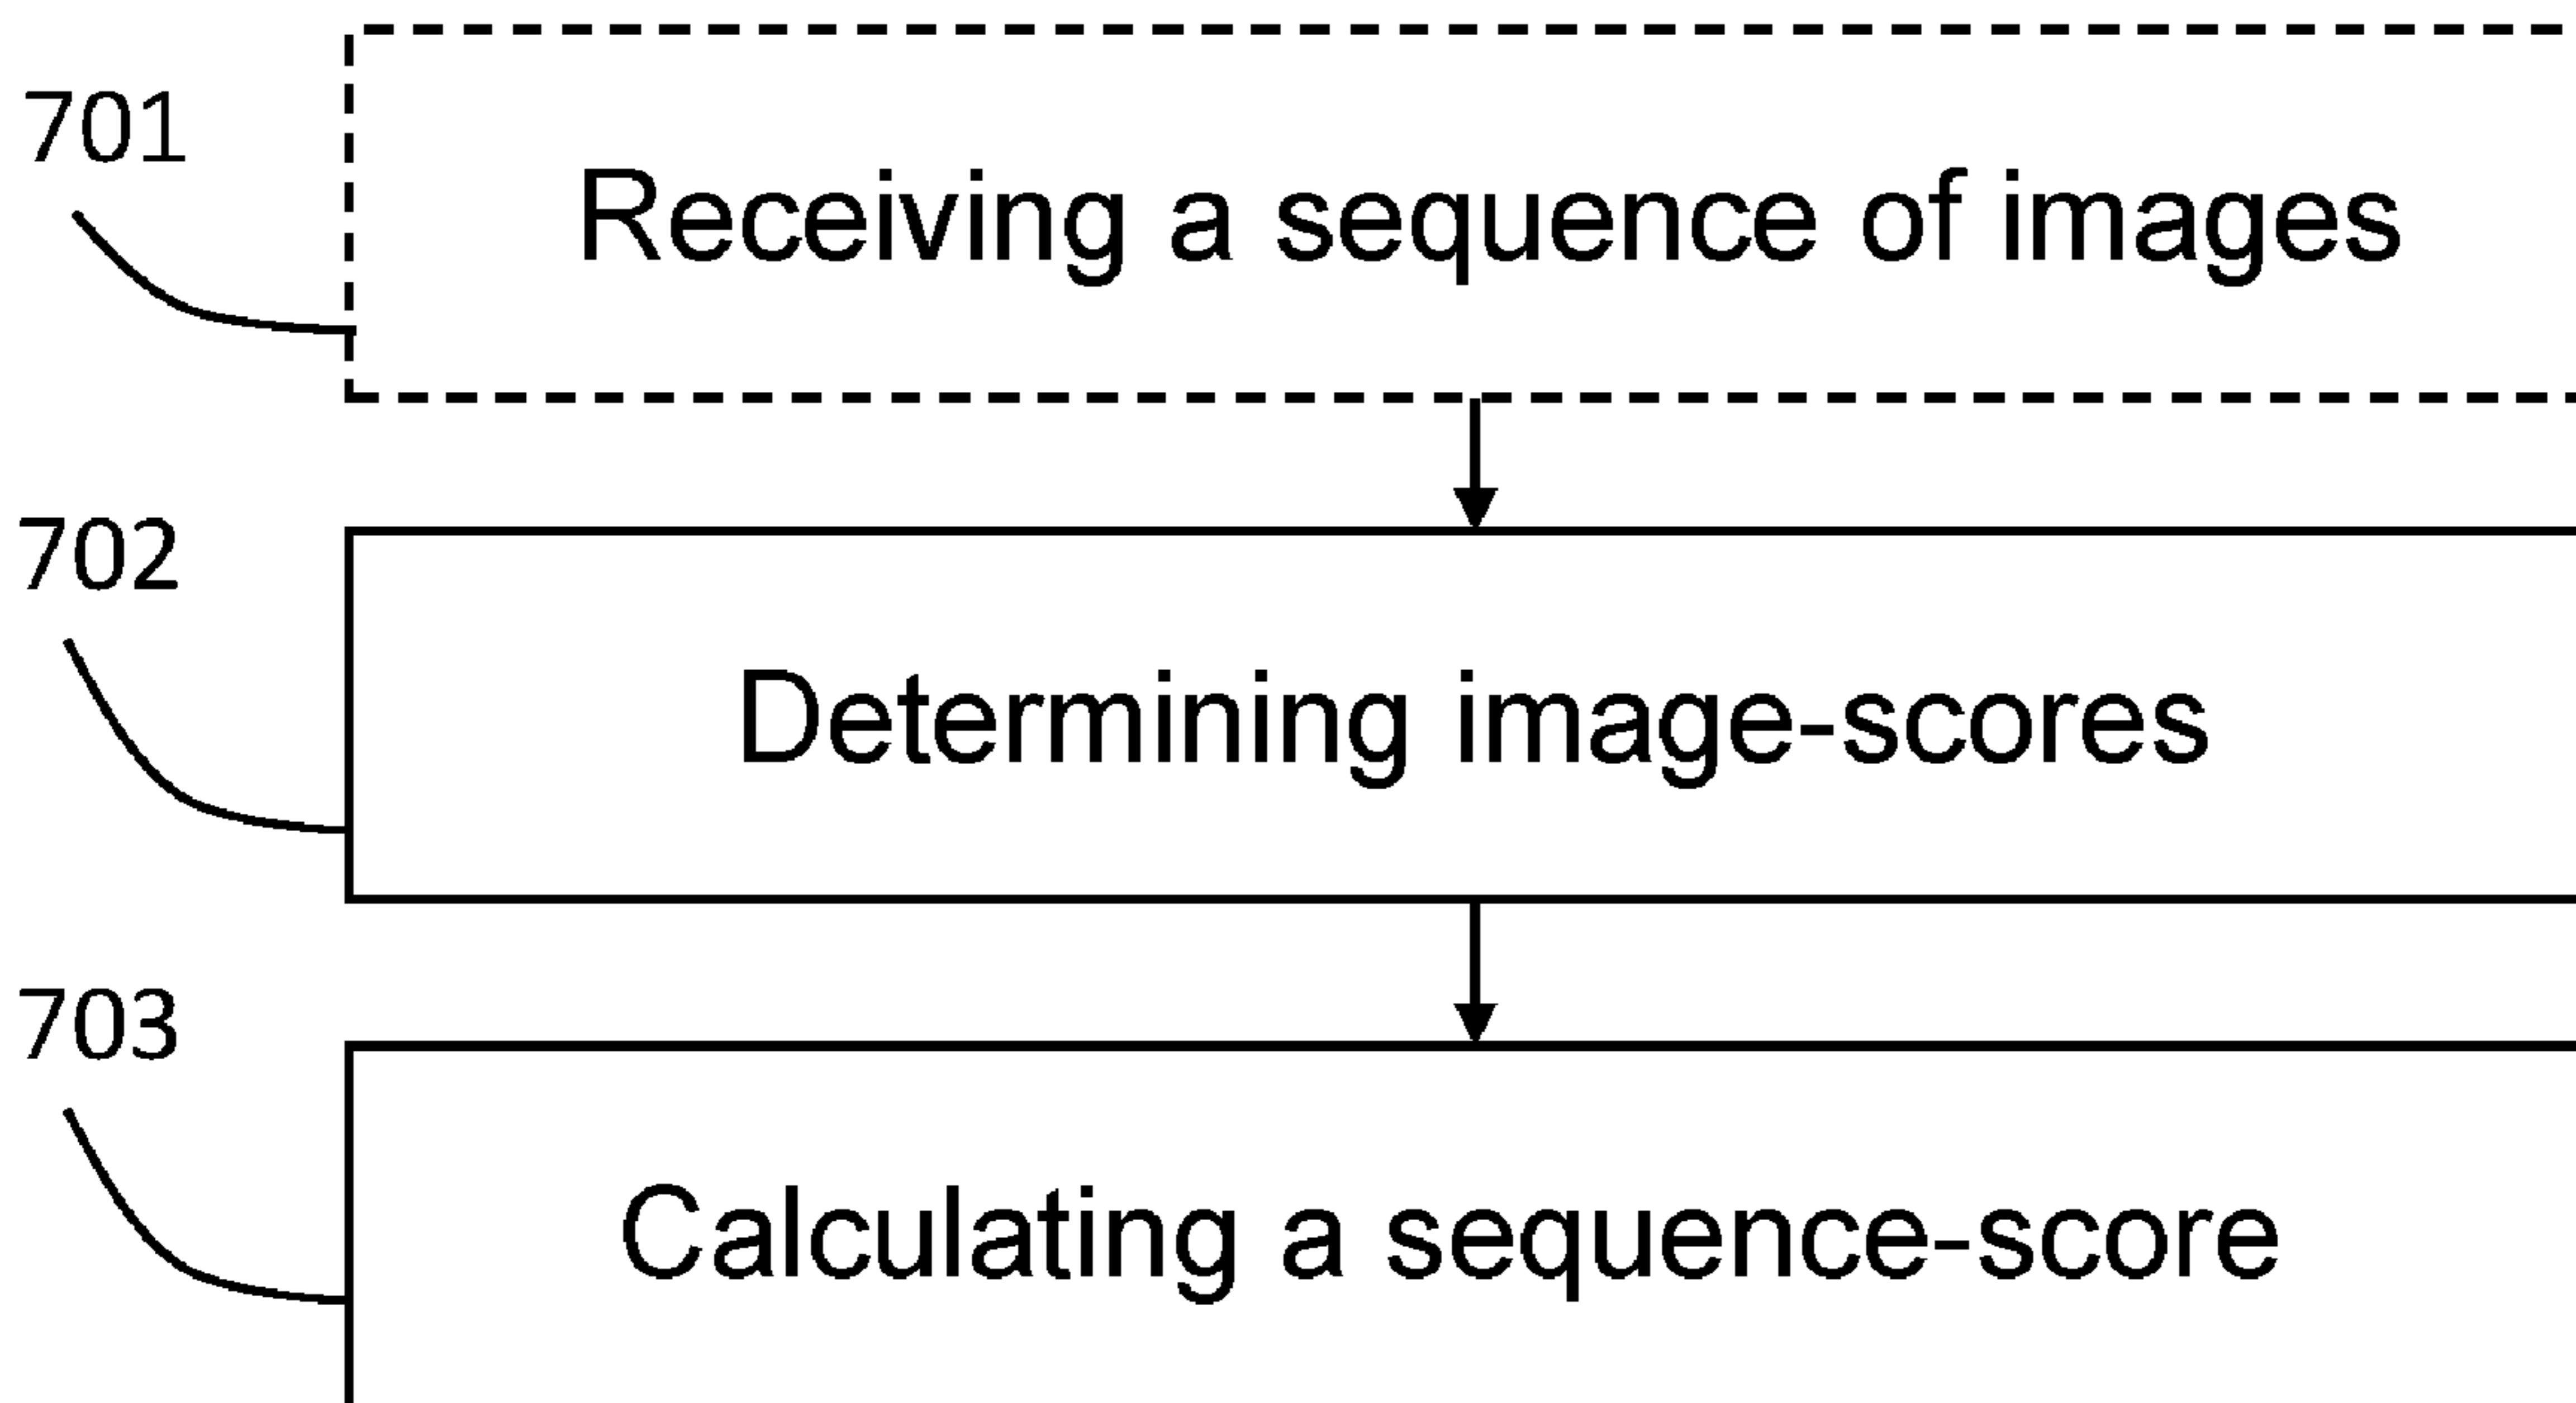 701
Receiving a sequence of images
702
Determining image-scores
703
Calculating a sequence-score